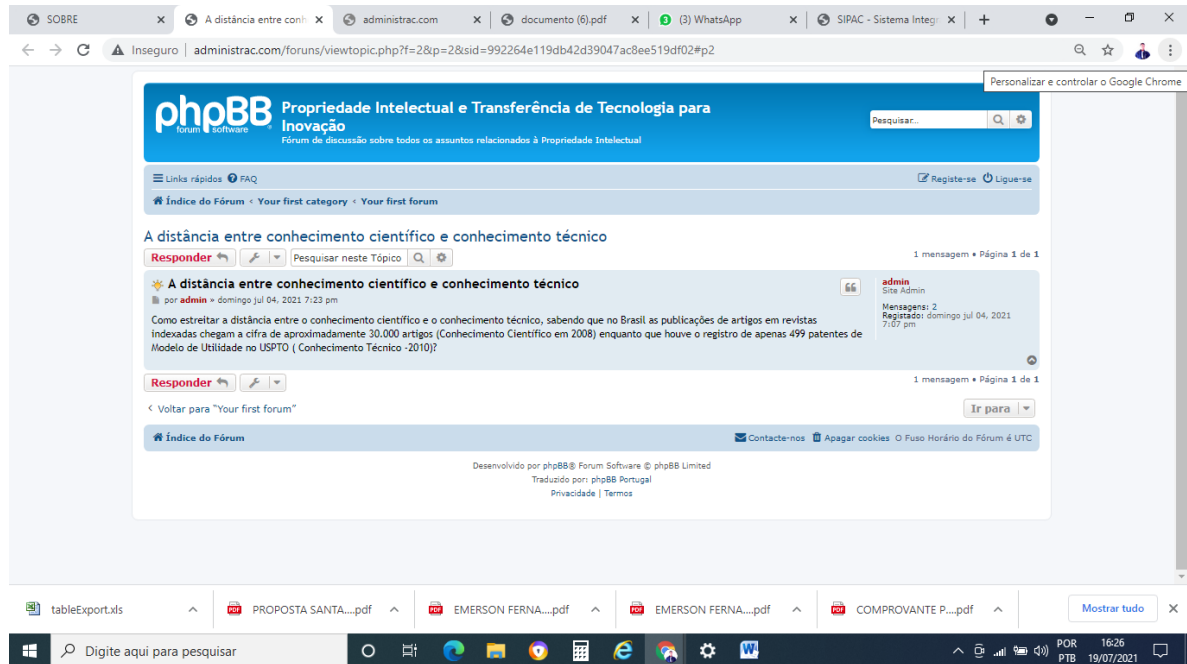 SOBRE
A distância entre conh
administrac.com
documento (6).pdf
(3) WhatsApp
SIPAC - Sistema Integr
Inseguro
administrac.com/foruns/viewtopic.php?f=2&p=2&sid=992264e119db42d39047ac8ee519df02#p2
Personalizar e controlar o Google Chrome
phpBB
forum software
Propriedade Intelectual e Transferência de Tecnologia para
Inovação
Fórum de discussão sobre todos os assuntos relacionados à Propriedade Intelectual
Pesquisar...
Links rápidos FAQ
Registe-se Ligue-se
Índice do Fórum ‹ Your first category ‹ Your first forum
A distância entre conhecimento científico e conhecimento técnico
Responder
Pesquisar neste Tópico
1 mensagem • Página 1 de 1
A distância entre conhecimento científico e conhecimento técnico
por admin » domingo jul 04, 2021 7:23 pm
Como estreitar a distância entre o conhecimento científico e o conhecimento técnico, sabendo que no Brasil as publicações de artigos em revistas
indexadas chegam a cifra de aproximadamente 30.000 artigos (Conhecimento Científico em 2008) enquanto que houve o registro de apenas 499 patentes de
Modelo de Utilidade no USPTO ( Conhecimento Técnico -2010)?
admin
Site Admin
Mensagens: 2
Registado: domingo jul 04, 2021
7:07 pm
Responder
1 mensagem • Página 1 de 1
Voltar para "Your first forum"
Ir para
Índice do Fórum
Contacte-nos Apagar cookies O Fuso Horário do Fórum é UTC
Desenvolvido por phpBB® Forum Software © phpBB Limited
Traduzido por: phpBB Portugal
Privacidade | Termos
tableExport.xls
PROPOSTA SANTA....pdf
EMERSON FERNA....pdf
EMERSON FERNA....pdf
COMPROVANTE P....pdf
Mostrar tudo
Digite aqui para pesquisar
POR
PTB
16:26
19/07/2021